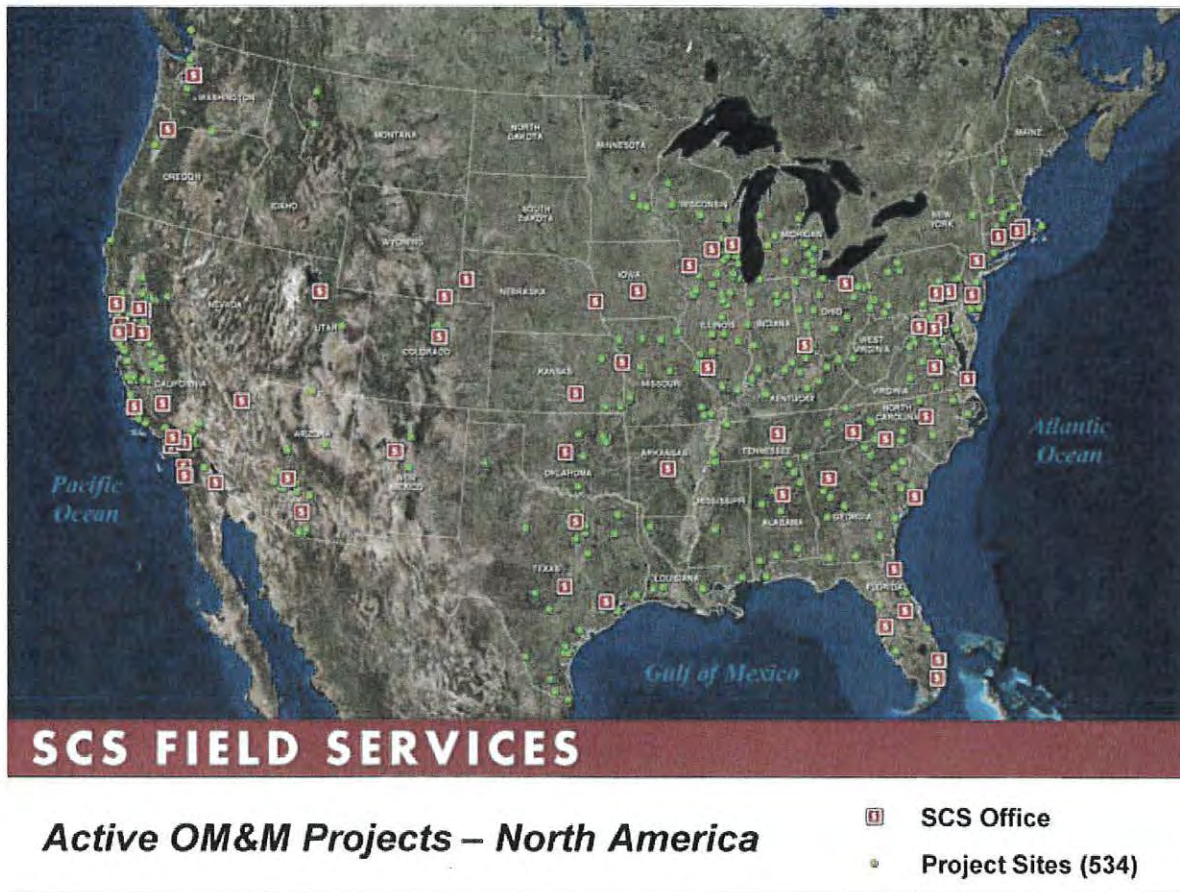 WASHINGTON
MONTANA
NORTH
DAKOTA
MINNESOTA
MAINE
OREGON
IDAHO
SOUTH
DAKOTA
WISCONSIN
MICHIGAN
NEW
YORK
WYOMING
IOWA
NEBRASKA
NEVADA
UTAH
COLORADO
ILLINOIS
INDIANA
OHIO
WEST
VIRGINIA
KANSAS
MISSOURI
CALIFORNIA
VIRGINIA
KENTUCKY
NORTH
CAROLINA
ARIZONA
NEW
MEXICO
OKLAHOMA
ARKANSAS
TENNESSEE
Atlantic
Ocean
Pacific
Ocean
MISSISSIPPI
ALABAMA
GEORGIA
TEXAS
LOUISIANA
FLORIDA
Gulf of Mexico
SCS FIELD SERVICES
Active OM&M Projects – North America
SCS Office
Project Sites (534)